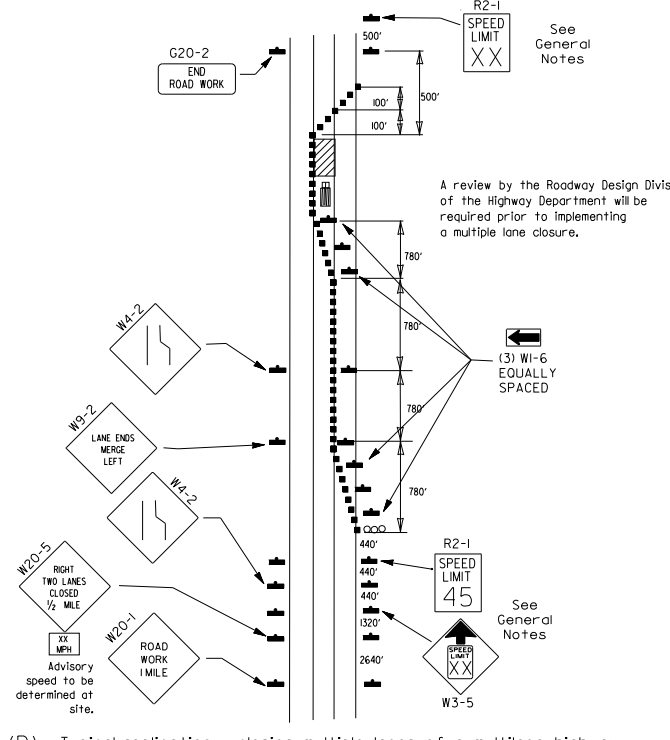 R2-1
SPEED
LIMIT
XX
See
General
Notes
500'
G20-2
END
ROAD WORK
100'
500'
100'
A review by the Roadway Design Divis
of the Highway Department will be
required prior to implementing
a multiple lane closure.
780'
W4-2
780'
(3) W1-6
EQUALLY
SPACED
W9-2
LANE ENDS
MERGE
LEFT
780'
W4-2
780'
440'
R2-1
SPEED
LIMIT
45
W20-5
RIGHT
TWO LANES
CLOSED
1/2 MILE
440'
440'
See
General
Notes
XX
MPH
Advisory
speed to be
determined at
site.
W20-1
ROAD
WORK
1 MILE
1320'
2640'
SPEED
LIMIT
XX
W3-5